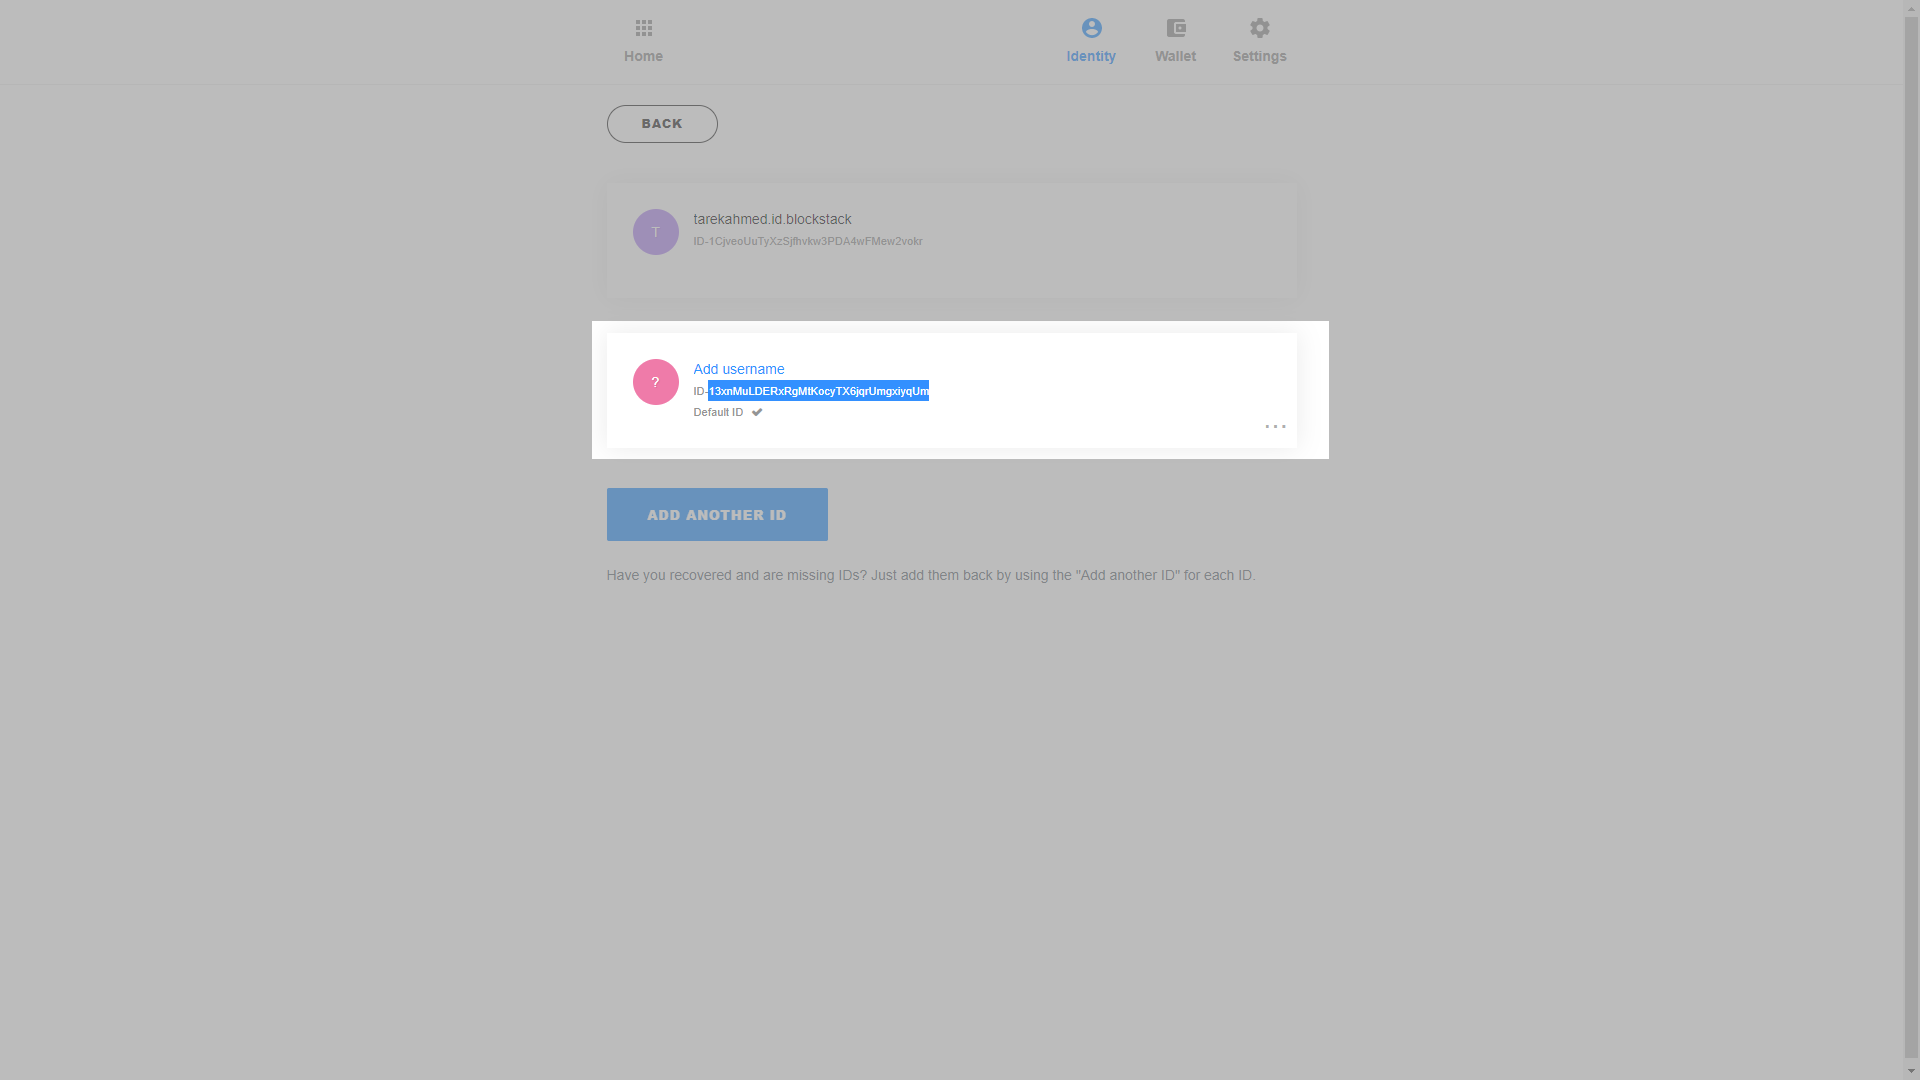 Home
Identity
Wallet
Settings
BACK
T
tarekahmed.id.blockstack
ID-1CjveoUuTyXzSjfhvkw3PDA4wFMew2vokr
?
Add username
ID-13xnMuLDERxRgMtKocyTX6jqrUmgxiyqUm
Default ID
ADD ANOTHER ID
Have you recovered and are missing IDs? Just add them back by using the "Add another ID" for each ID.